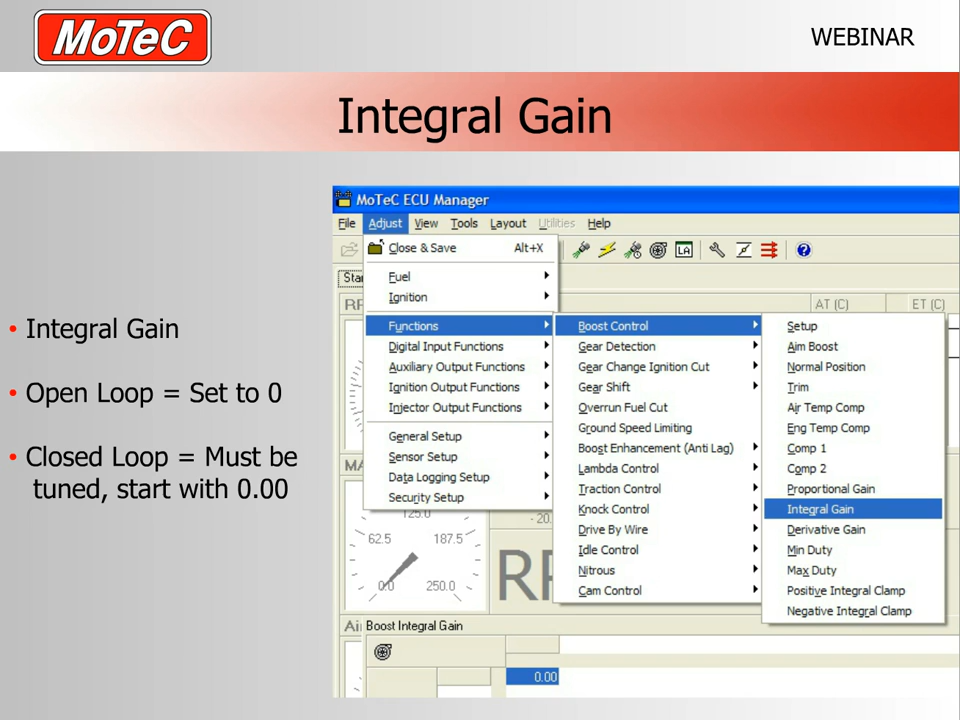 MoTeC
WEBINAR
Integral Gain
• Integral Gain
• Open Loop = Set to 0
• Closed Loop = Must be
tuned, start with 0.00
MoTeC ECU Manager
File Adjust View Tools Layout Utilities Help
Close & Save Alt+X
Fuel
Ignition
Functions
Digital Input Functions
Auxiliary Output Functions
Ignition Output Functions
Injector Output Functions
General Setup
Sensor Setup
Data Logging Setup
Security Setup
Boost Control
Gear Detection
Gear Change Ignition Cut
Gear Shift
Overrun Fuel Cut
Ground Speed Limiting
Boost Enhancement (Anti Lag)
Lambda Control
Traction Control
Knock Control
Drive By Wire
Idle Control
Nitrous
Cam Control
AT (C) ET (C)
Setup
Aim Boost
Normal Position
Trim
Air Temp Comp
Eng Temp Comp
Comp 1
Comp 2
Proportional Gain
Integral Gain
Derivative Gain
Min Duty
Max Duty
Positive Integral Clamp
Negative Integral Clamp
LA
125.0
62.5 187.5
0.0 250.0
Boost Integral Gain
0.00